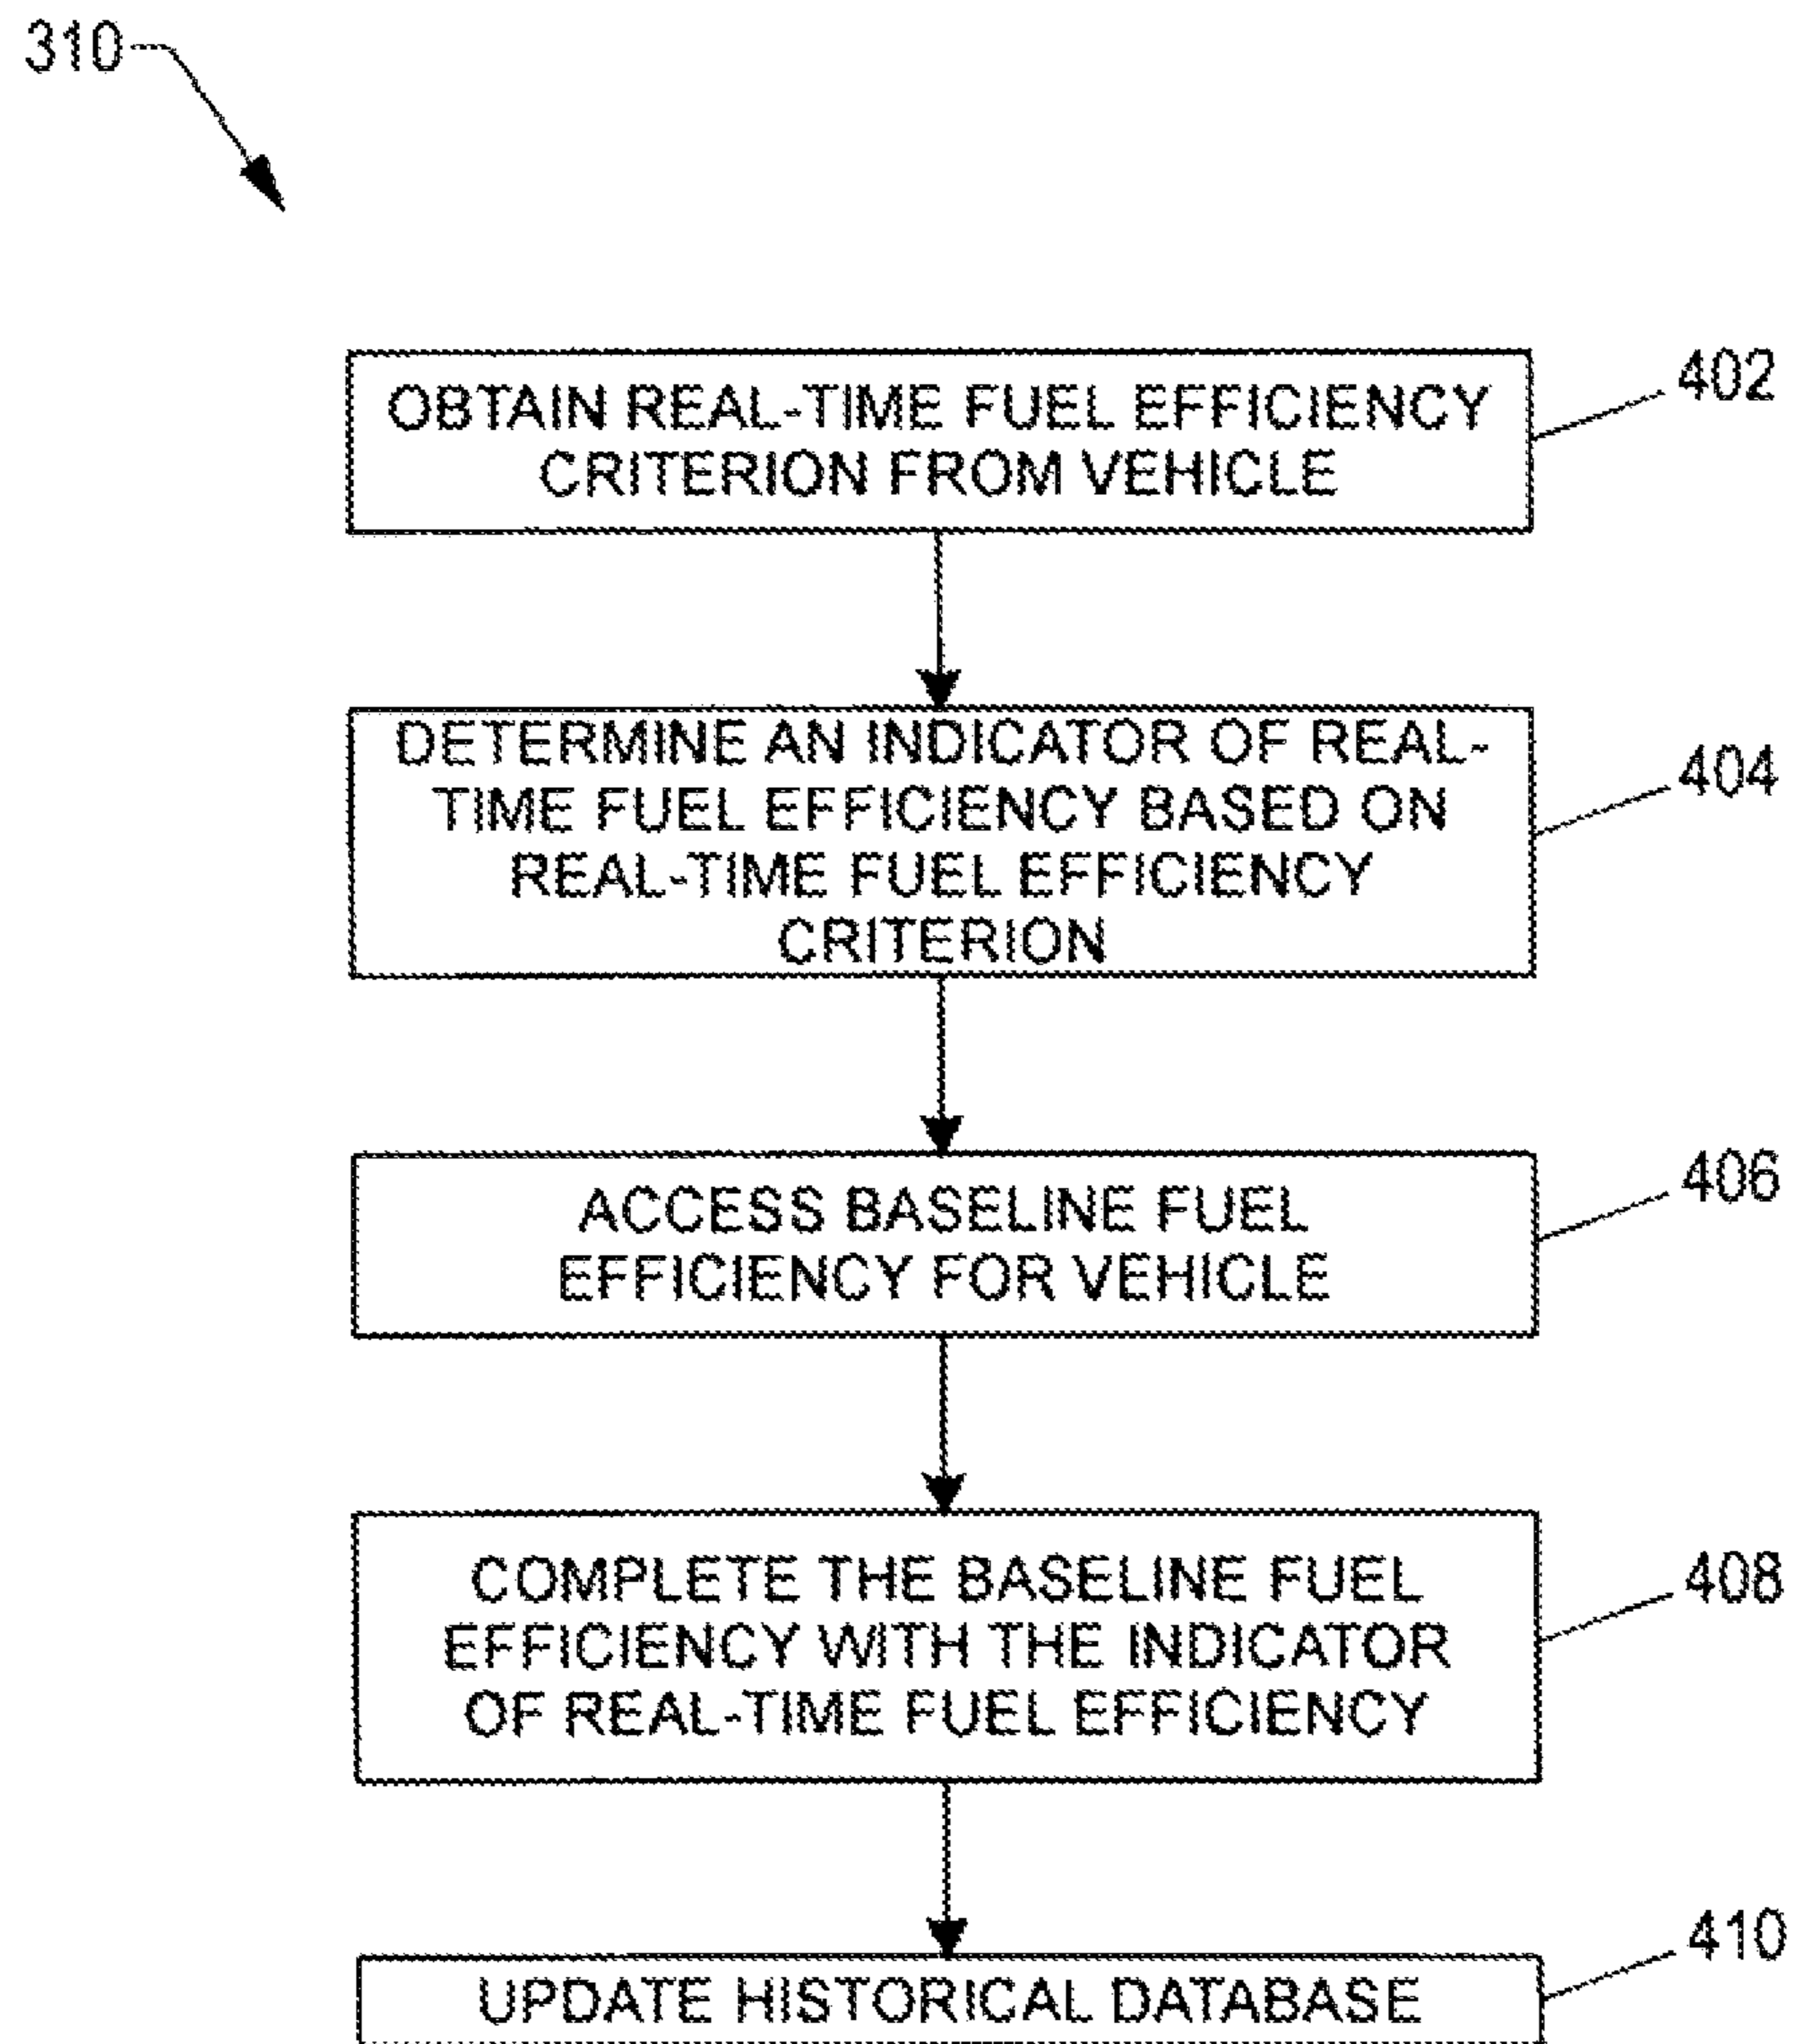 310
OBTAIN REAL-TIME FUEL EFFICIENCY
CRITERION FROM VEHICLE
402
DETERMINE AN INDICATOR OF REAL-
TIME FUEL EFFICIENCY BASED ON
REAL-TIME FUEL EFFICIENCY
CRITERION
404
ACCESS BASELINE FUEL
EFFICIENCY FOR VEHICLE
406
COMPLETE THE BASELINE FUEL
EFFICIENCY WITH THE INDICATOR
OF REAL-TIME FUEL EFFICIENCY
408
UPDATE HISTORICAL DATABASE
410